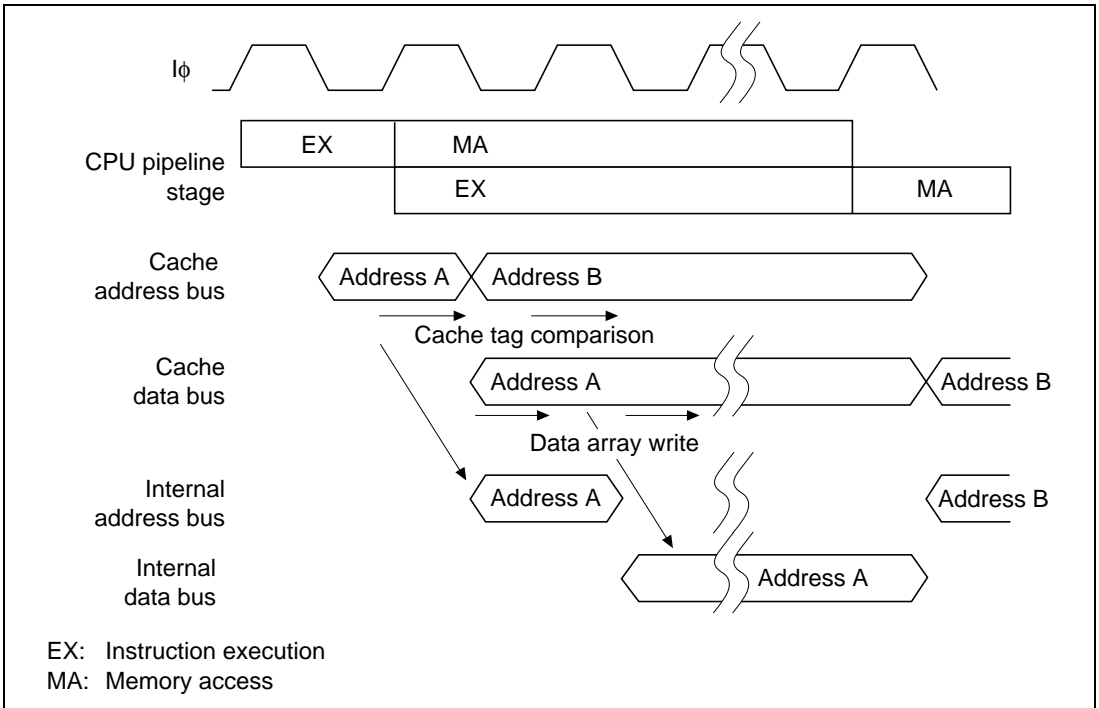 Iϕ
CPU pipeline
stage
EX MA
EX MA
Cache
address bus
Address A Address B
Cache tag comparison
Cache
data bus
Address A Address B
Data array write
Internal
address bus
Address A Address B
Internal
data bus
Address A
EX: Instruction execution
MA: Memory access